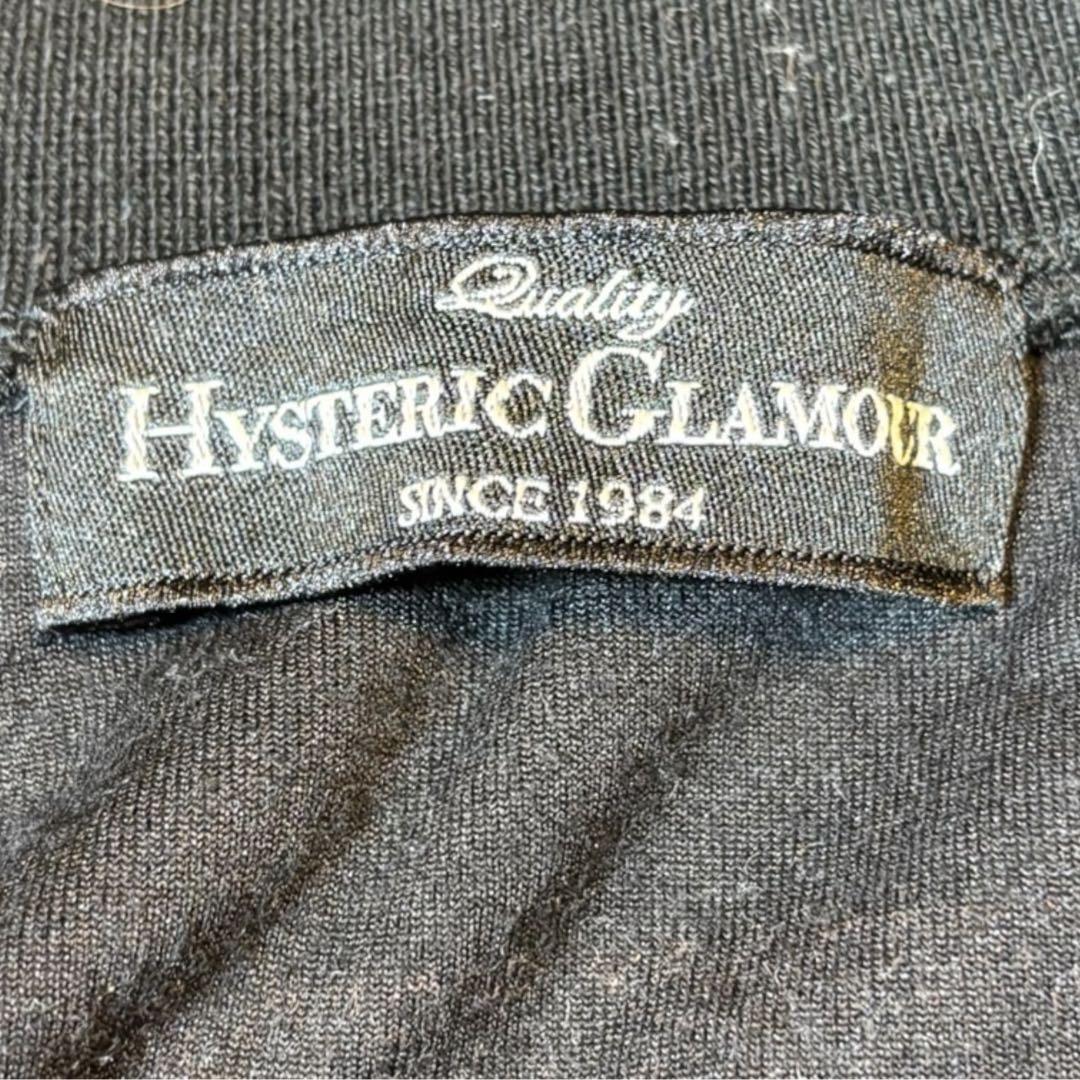 Quality
HYSTERIC GLAMOUR
SINCE 1984